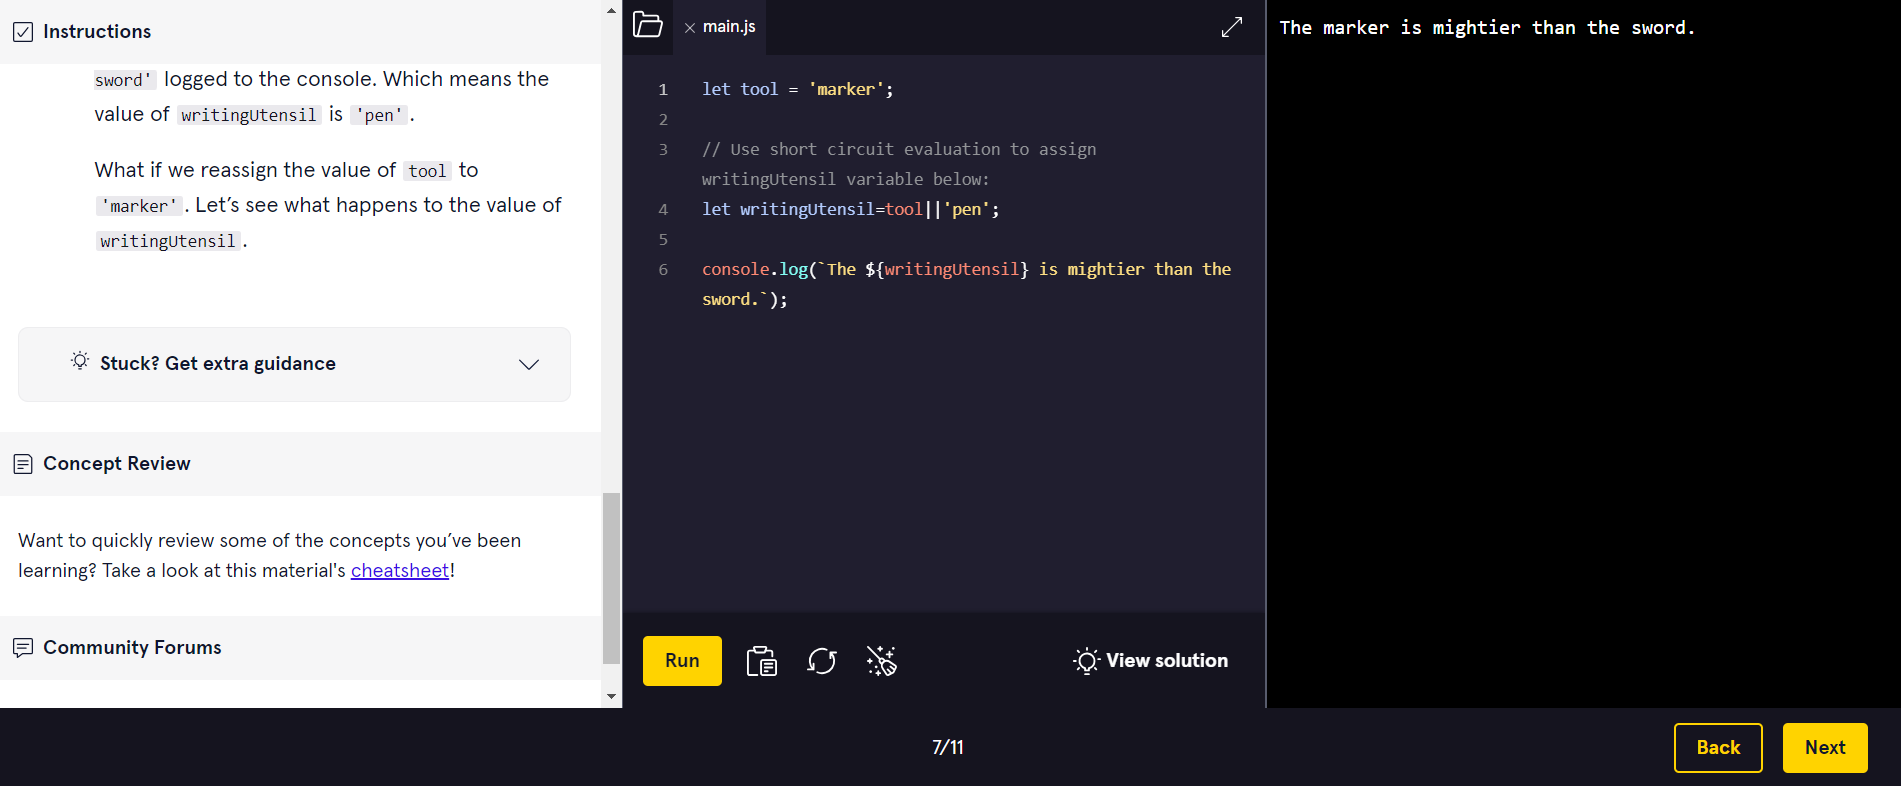 Instructions
sword' logged to the console. Which means the
value of writingUtensil is 'pen'.
What if we reassign the value of tool to
'marker'. Let's see what happens to the value of
writingUtensil.
Stuck? Get extra guidance
Concept Review
Want to quickly review some of the concepts you've been
learning? Take a look at this material's cheatsheet!
Community Forums
× main.js
1 let tool = 'marker';
2
3 // Use short circuit evaluation to assign
writingUtensil variable below:
4 let writingUtensil=tool||'pen';
5
6 console.log(`The ${writingUtensil} is mightier than the
sword.`);
Run
View solution
The marker is mightier than the sword.
7/11
Back
Next